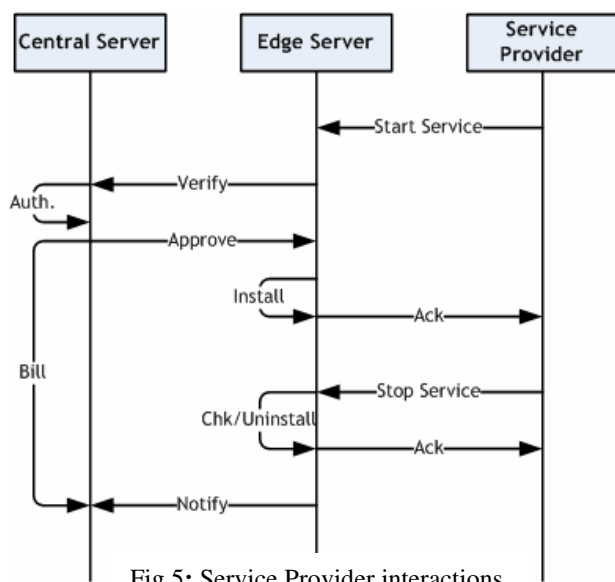 Central Server
Edge Server
Service
Provider
Start Service
Verify
Auth.
Approve
Install
Ack
Bill
Stop Service
Chk/Uninstall
Ack
Notify
Fig 5: Service Provider interactions